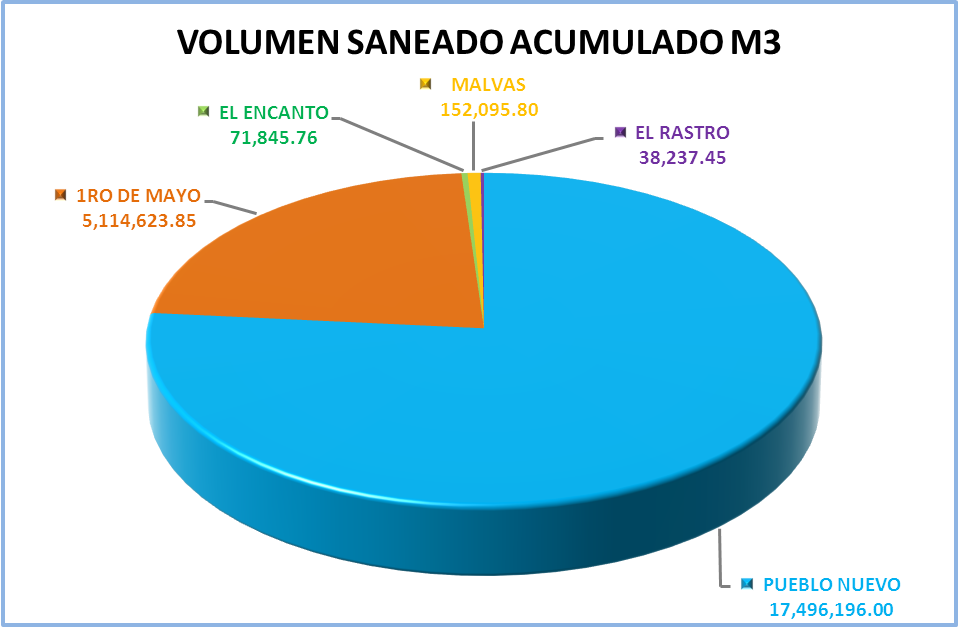 VOLUMEN SANEADO ACUMULADO M3
MALVAS
152,095.80
EL ENCANTO
71,845.76
EL RASTRO
38,237.45
1RO DE MAYO
5,114,623.85
PUEBLO NUEVO
17,496,196.00